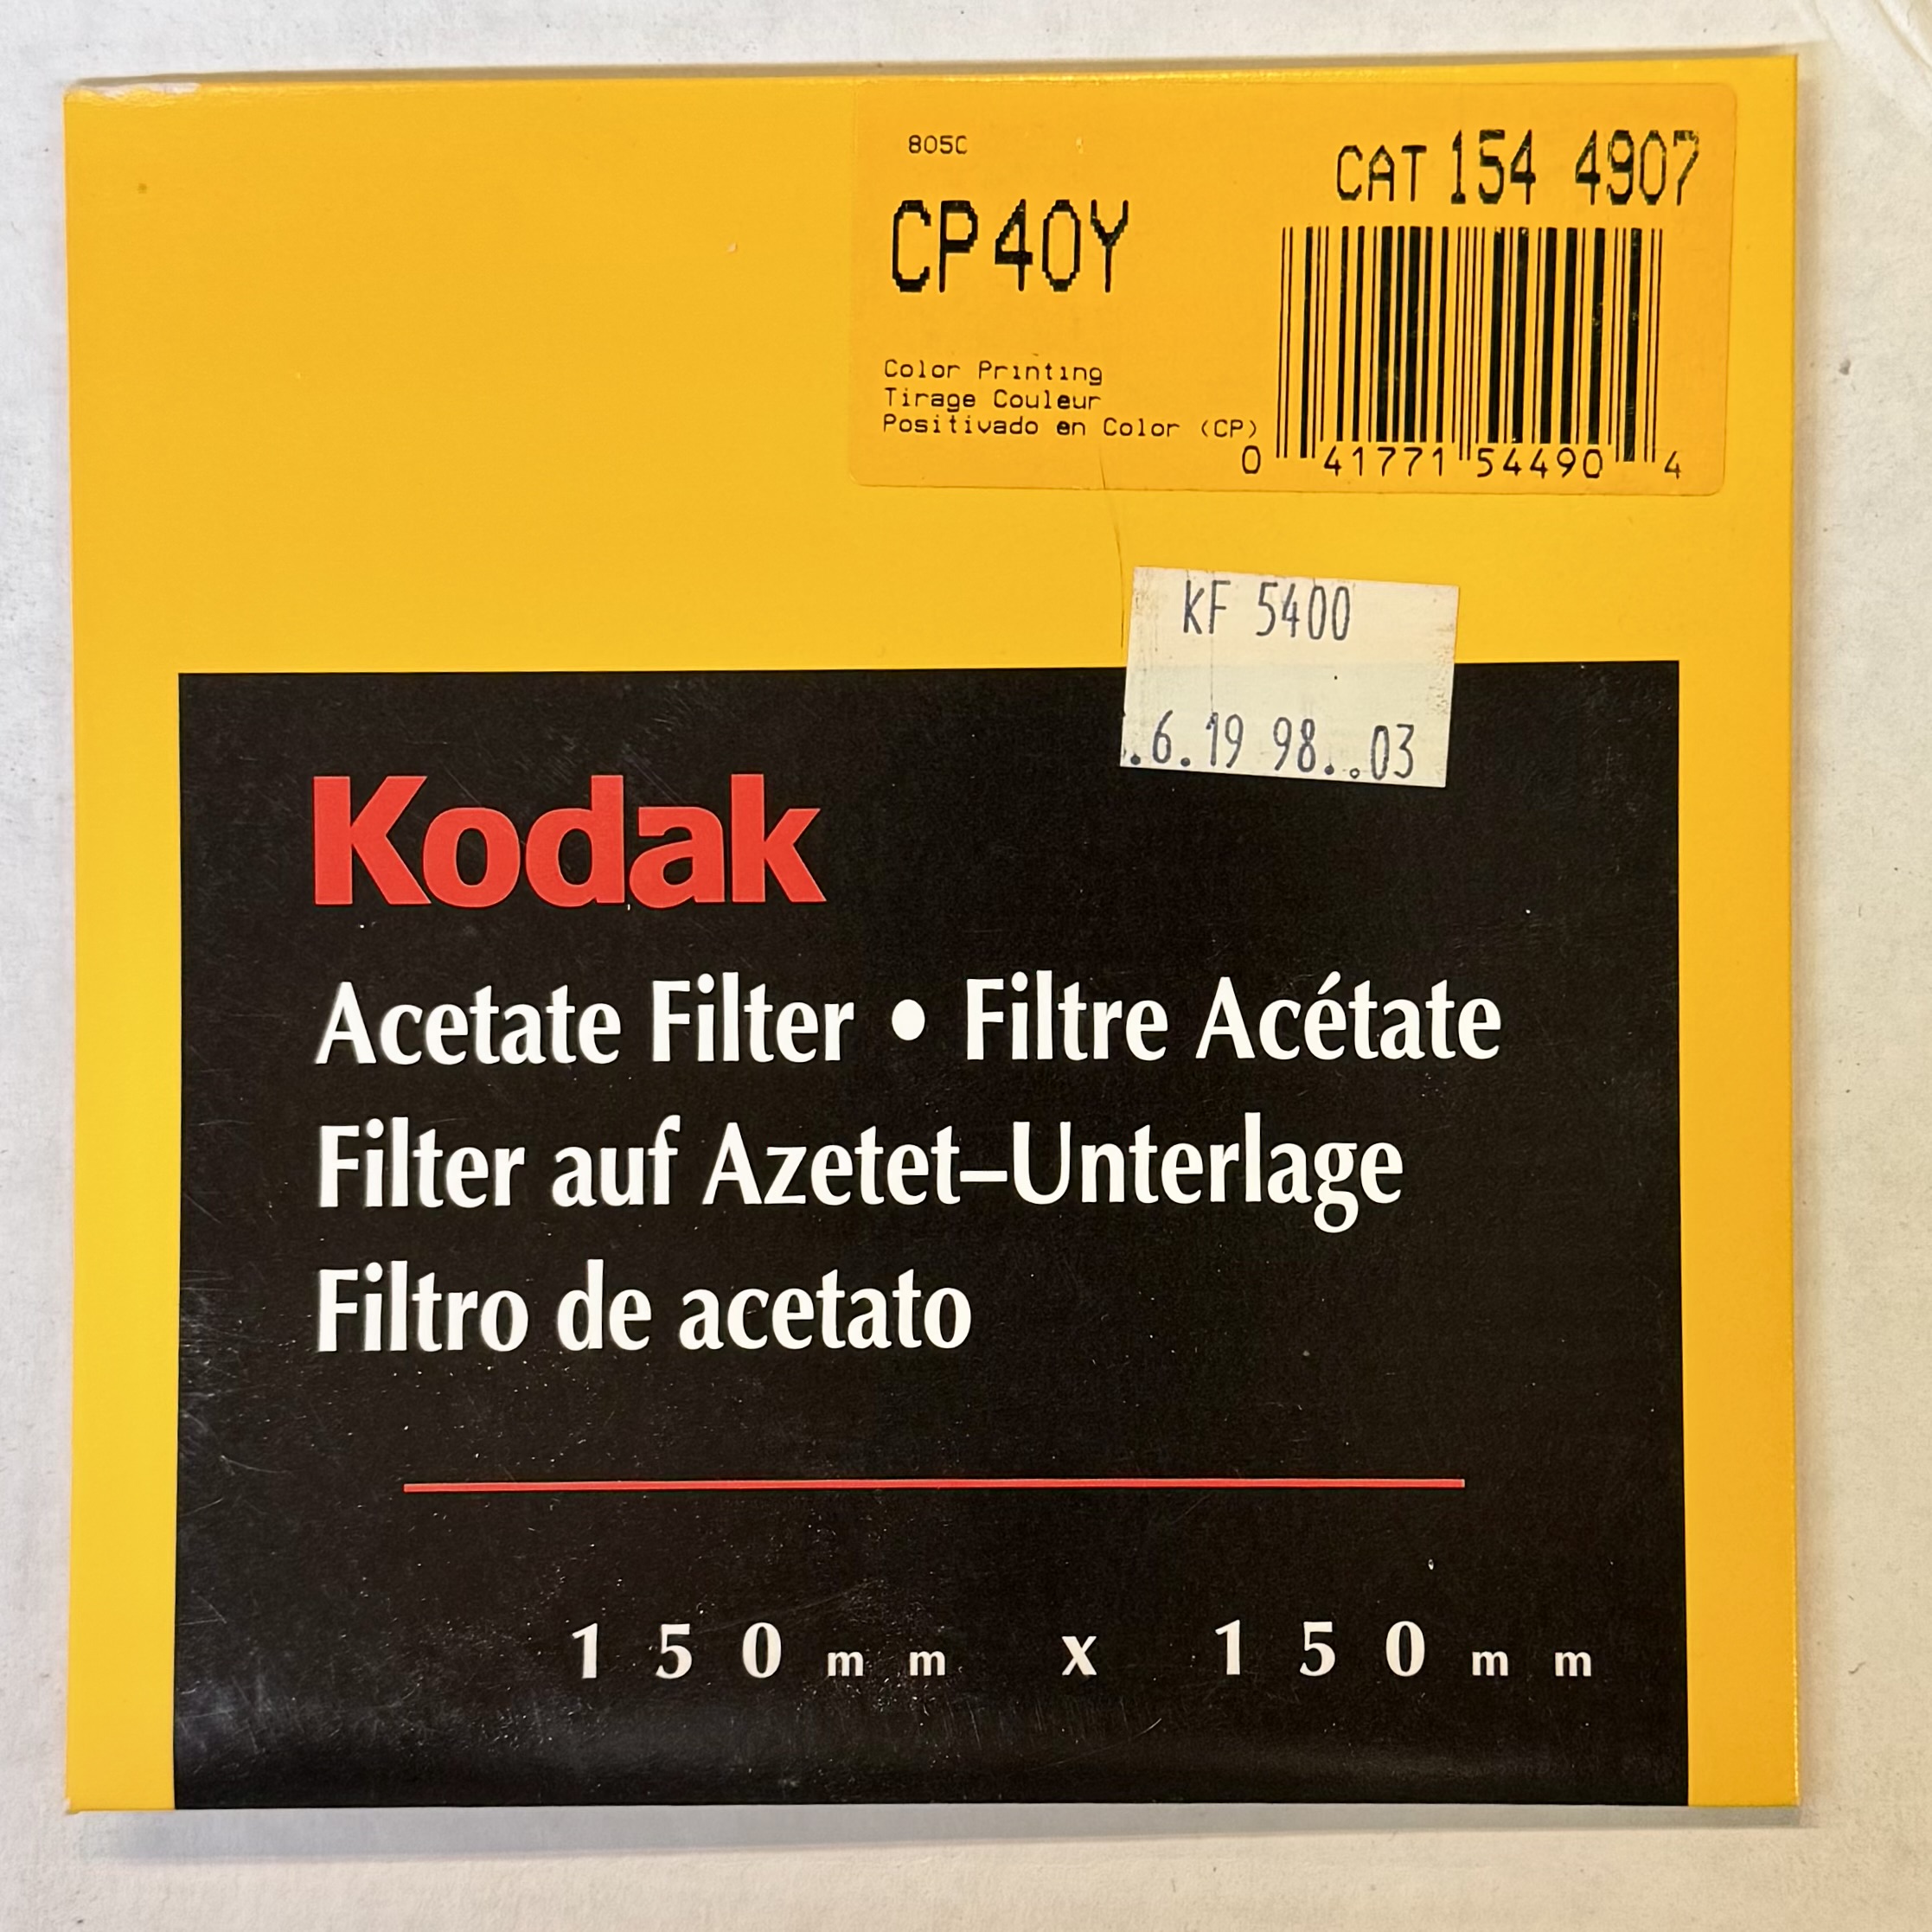 805C
CAT 154 4907
CP40Y
Color Printing
Tirage Couleur
Positivado en Color (CP)
0 41771 54490 4
KF 5400
.6.19 98..03
Kodak
Acetate Filter • Filtre Acétate
Filter auf Azetet–Unterlage
Filtro de acetato
150mm x 150mm